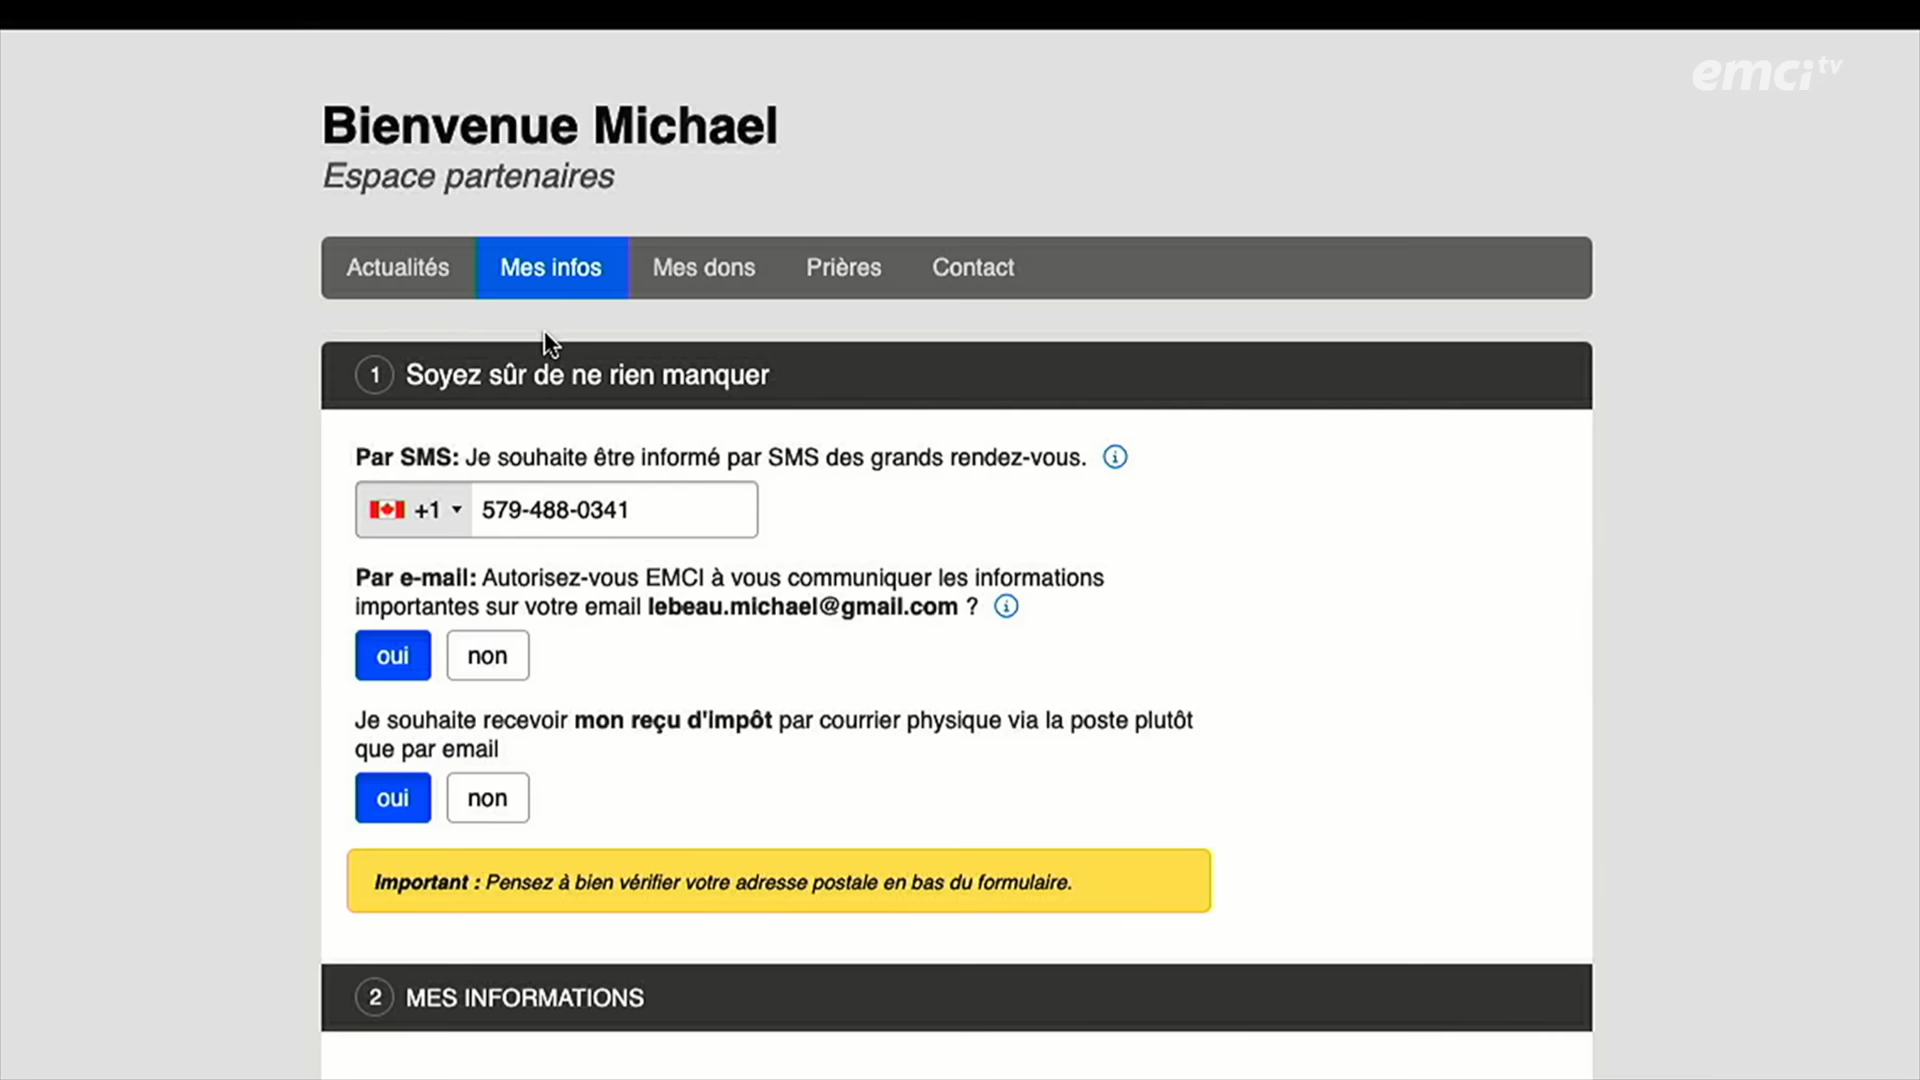 emci tv
Bienvenue Michael
Espace partenaires
Actualités Mes infos Mes dons Prières Contact
1 Soyez sûr de ne rien manquer
Par SMS: Je souhaite être informé par SMS des grands rendez-vous.
+1 579-488-0341
Par e-mail: Autorisez-vous EMCI à vous communiquer les informations
importantes sur votre email lebeau.michael@gmail.com ?
oui non
Je souhaite recevoir mon reçu d'impôt par courrier physique via la poste plutôt
que par email
oui non
Important : Pensez à bien vérifier votre adresse postale en bas du formulaire.
2 MES INFORMATIONS